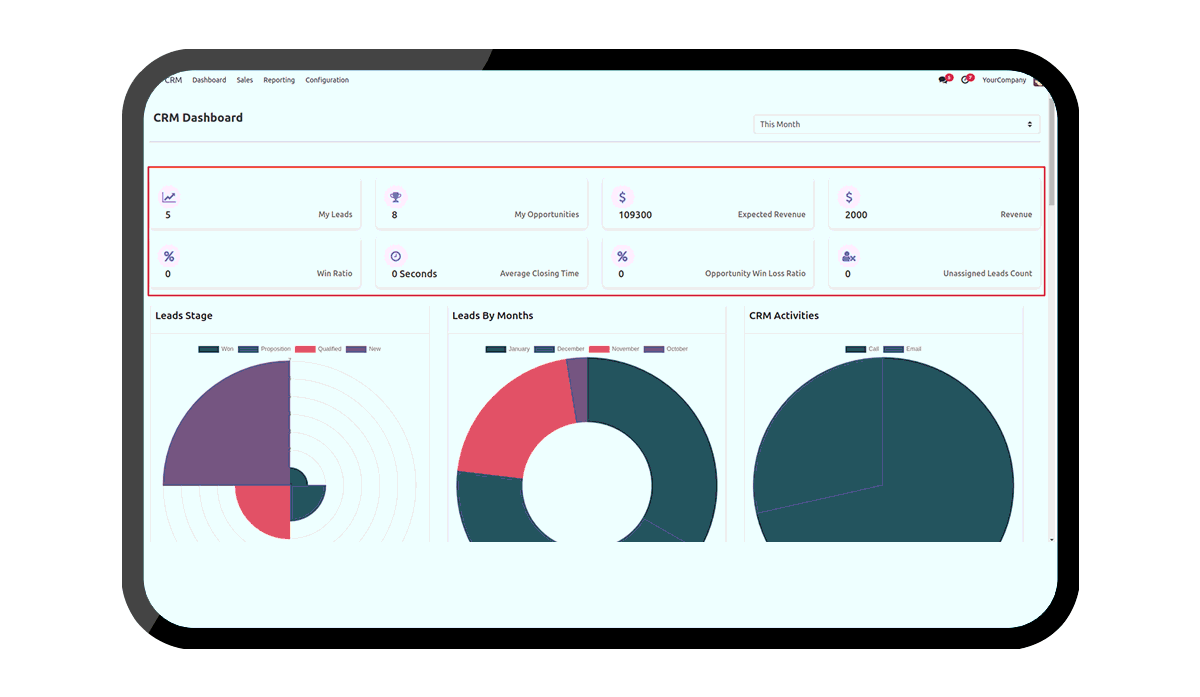 CRM Dashboard Sales Reporting Configuration 5 7 YourCompany
CRM Dashboard
This Month
5 My Leads
8 My Opportunities
$ 109300 Expected Revenue
$ 2000 Revenue
% 0 Win Ratio
0 Seconds Average Closing Time
% 0 Opportunity Win Loss Ratio
0 Unassigned Leads Count
Leads Stage
Won Proposition Qualified New
Leads By Months
January December November October
CRM Activities
Call Email